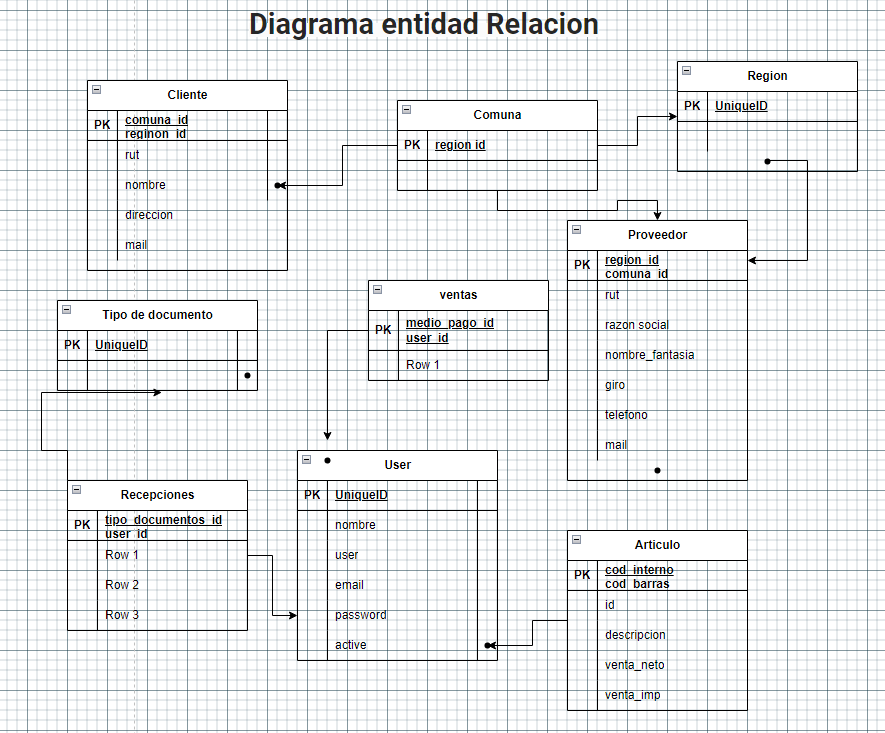 Diagrama entidad Relacion
Cliente
PK
comuna_id
reginon_id
rut
nombre
direccion
mail
Comuna
PK
region id
Region
PK
UniqueID
Proveedor
PK
region_id
comuna_id
rut
razon social
nombre_fantasia
giro
telefono
mail
Tipo de documento
PK
UniqueID
ventas
PK
medio_pago_id
user_id
Row 1
User
PK
UniqueID
nombre
user
email
password
active
Recepciones
PK
tipo_documentos_id
user_id
Row 1
Row 2
Row 3
Articulo
PK
cod_interno
cod_barras
id
descripcion
venta_neto
venta_imp